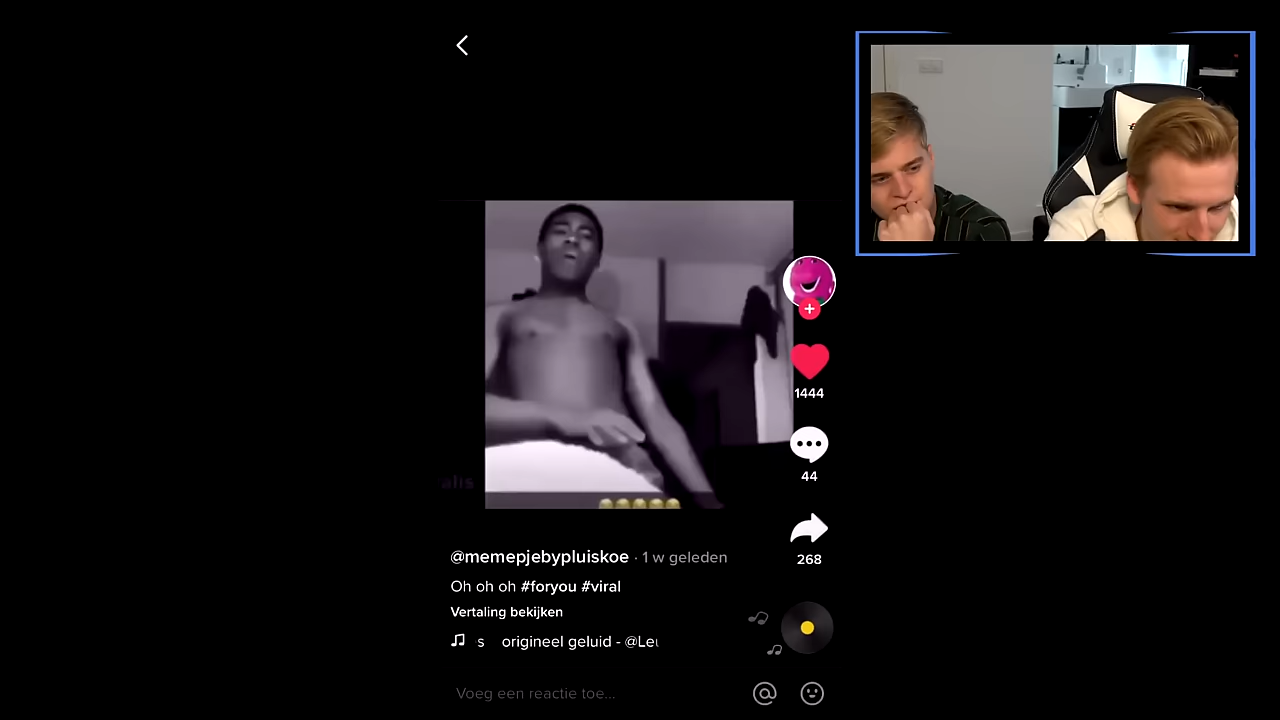 alis
1444
44
268
@memepjebypluiskoe · 1 w geleden
Oh oh oh #foryou #viral
Vertaling bekijken
s origineel geluid - @Le
Voeg een reactie toe...